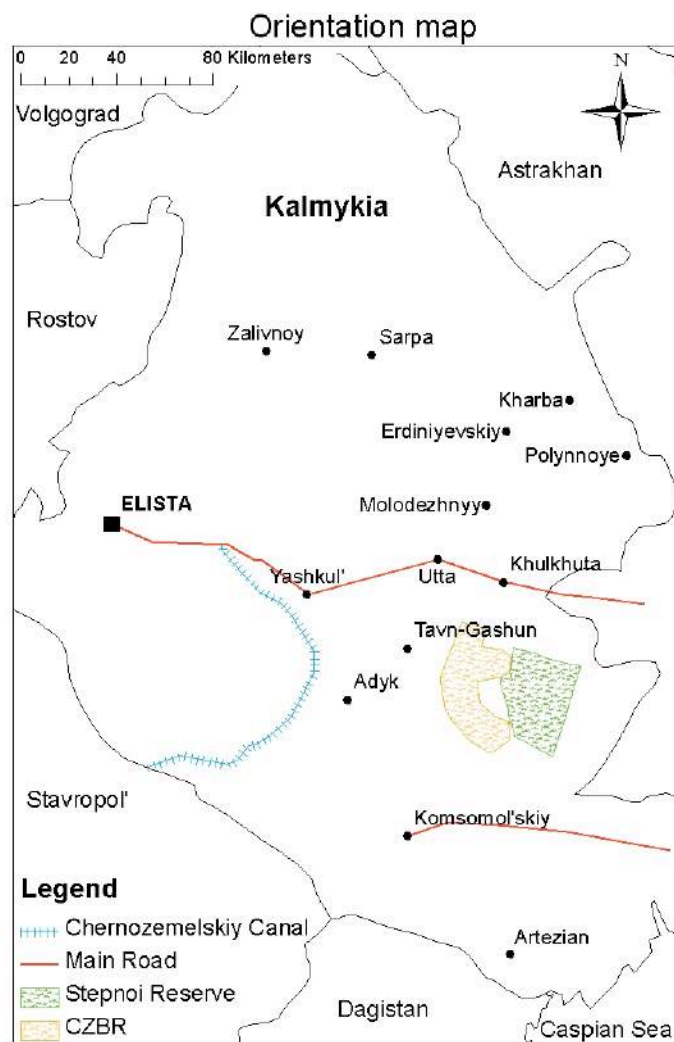 Orientation map
0 20 40 80 Kilometers
N
Volgograd
Astrakhan
Kalmykia
Rostov
Zalivnoy
Sarpa
Kharba
Erdiniyevskiy
Polynnoye
ELISTA
Molodezhnyy
Yashkul'
Utta
Khulkhuta
Tavn-Gashun
Adyk
Stavropol'
Komsomol'skiy
Legend
Chernozemelskiy Canal
Main Road
Stepnoi Reserve
CZBR
Artezian
Dagistan
Caspian Sea